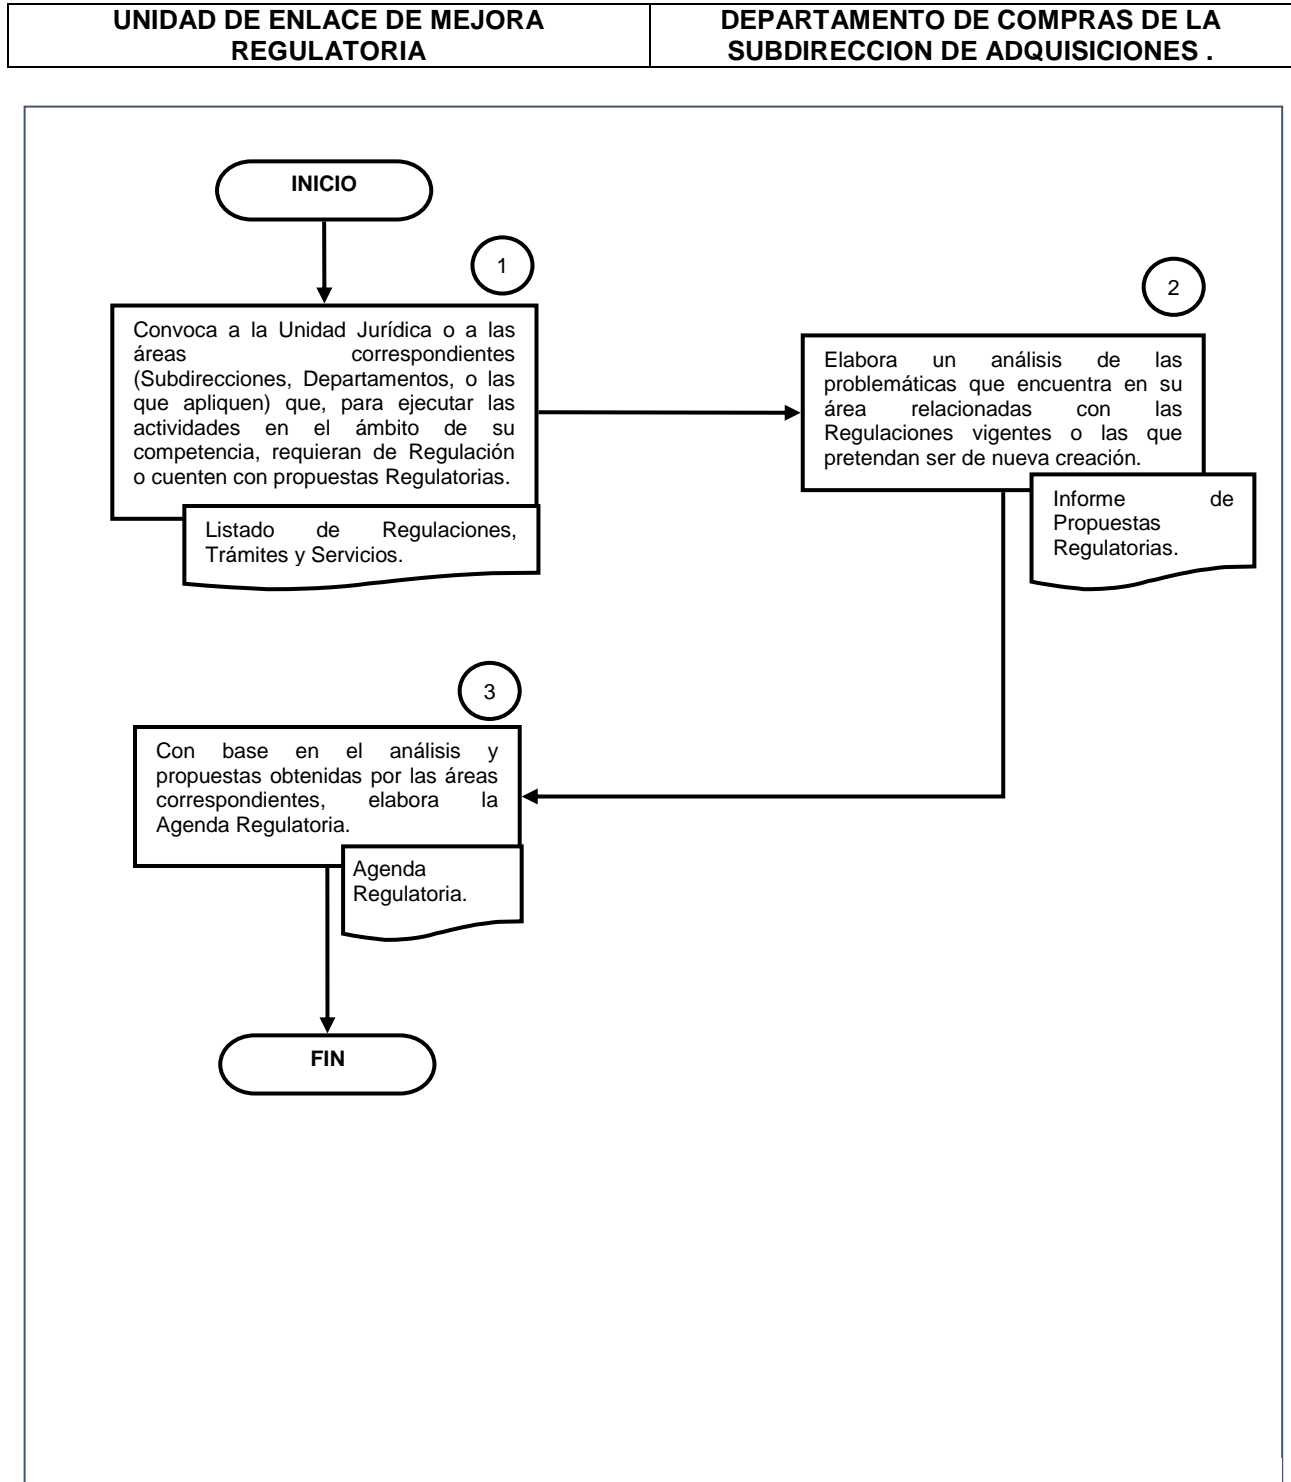 UNIDAD DE ENLACE DE MEJORA
REGULATORIA
DEPARTAMENTO DE COMPRAS DE LA
SUBDIRECCION DE ADQUISICIONES .
INICIO
1
Convoca a la Unidad Jurídica o a las
áreas correspondientes
(Subdirecciones, Departamentos, o las
que apliquen) que, para ejecutar las
actividades en el ámbito de su
competencia, requieran de Regulación
o cuenten con propuestas Regulatorias.
Listado de Regulaciones,
Trámites y Servicios.
2
Elabora un análisis de las
problemáticas que encuentra en su
área relacionadas con las
Regulaciones vigentes o las que
pretendan ser de nueva creación.
Informe de
Propuestas
Regulatorias.
3
Con base en el análisis y
propuestas obtenidas por las áreas
correspondientes, elabora la
Agenda Regulatoria.
Agenda
Regulatoria.
FIN